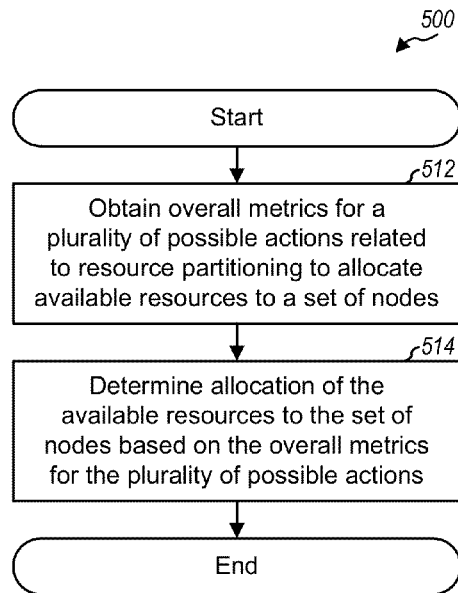 500
Start
512
Obtain overall metrics for a
plurality of possible actions related
to resource partitioning to allocate
available resources to a set of nodes
514
Determine allocation of the
available resources to the set of
nodes based on the overall metrics
for the plurality of possible actions
End